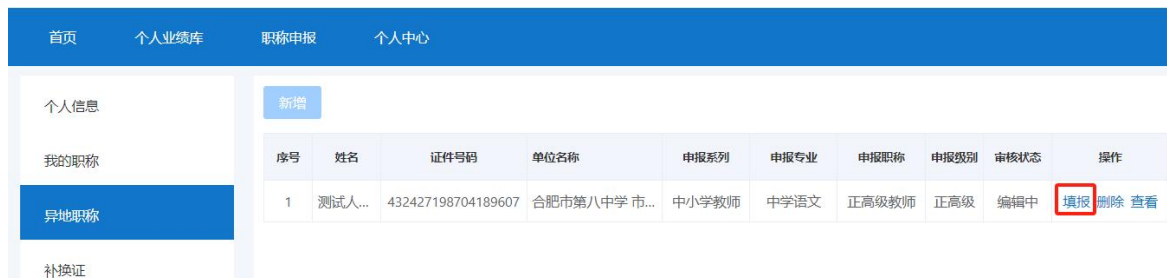 首页 个人业绩库 职称申报 个人中心
个人信息
新增
我的职称
序号 姓名 证件号码 单位名称 申报系列 申报专业 申报职称 申报级别 审核状态 操作
异地职称
1 测试人... 432427198704189607 合肥市第八中学 市... 中小学教师 中学语文 正高级教师 正高级 编辑中 填报 删除 查看
补换证